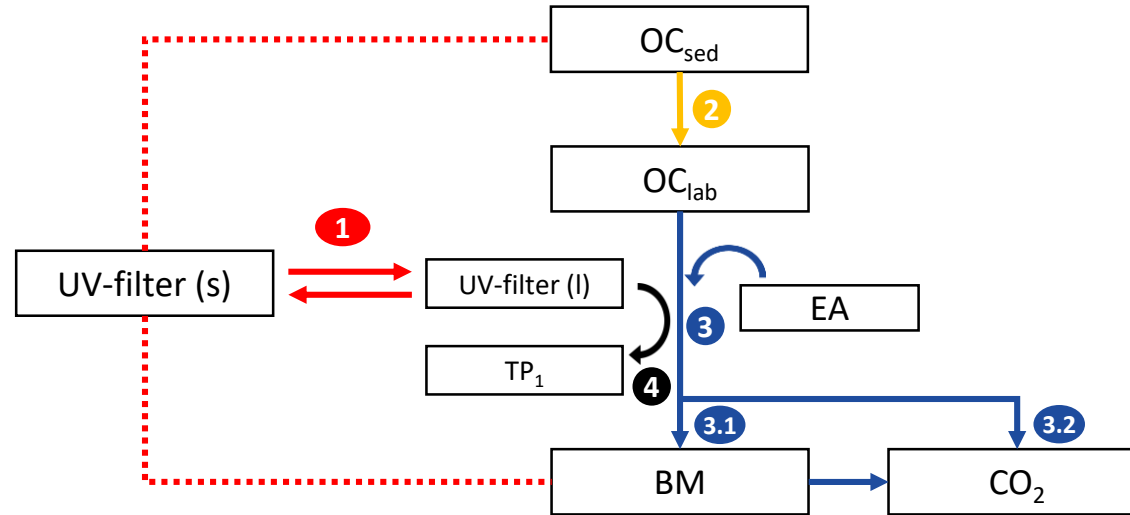 OCsed
2
OClab
1
UV-filter (s)
UV-filter (l)
EA
3
TP1
4
3.1
3.2
BM
CO2